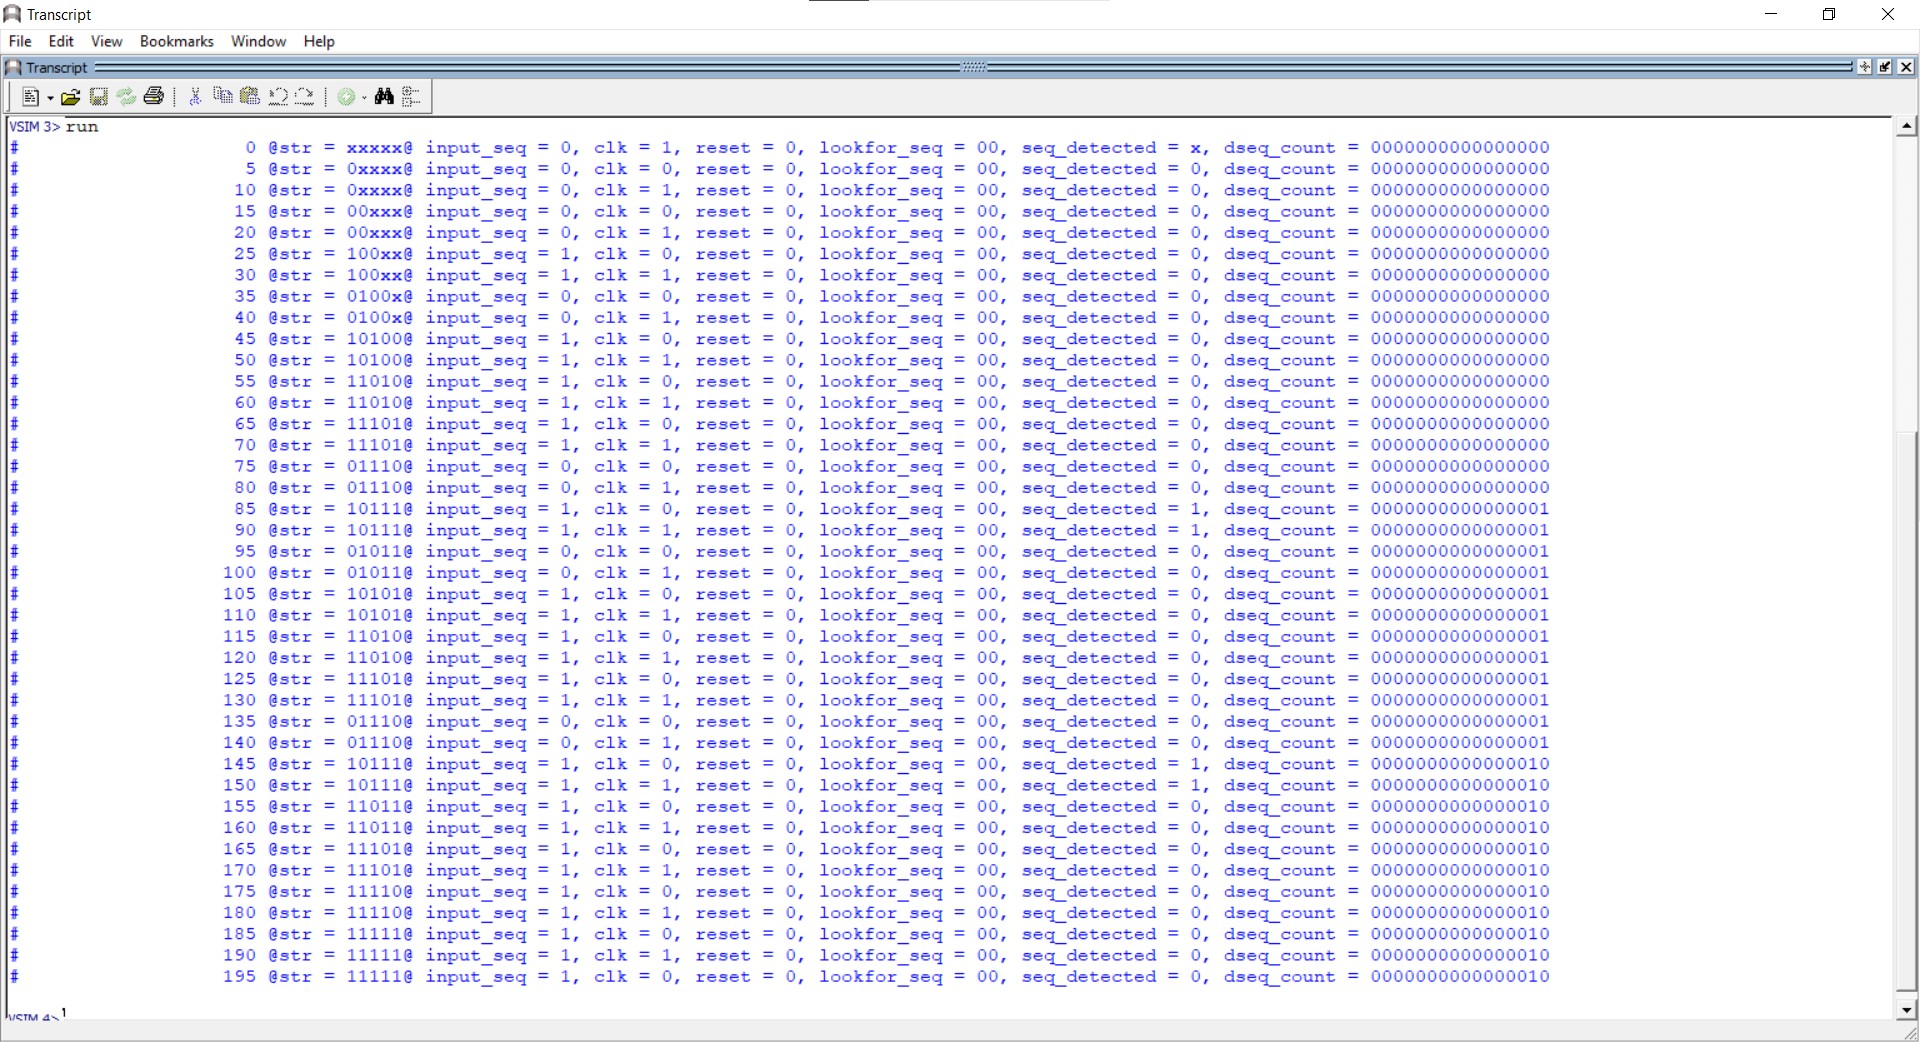 Transcript
File Edit View Bookmarks Window Help
Transcript
VSIM 3> run
# 0 @str = xxxxx@ input_seq = 0, clk = 1, reset = 0, lookfor_seq = 00, seq_detected = x, dseq_count = 0000000000000000
# 5 @str = 0xxxx@ input_seq = 0, clk = 0, reset = 0, lookfor_seq = 00, seq_detected = 0, dseq_count = 0000000000000000
# 10 @str = 0xxxx@ input_seq = 0, clk = 1, reset = 0, lookfor_seq = 00, seq_detected = 0, dseq_count = 0000000000000000
# 15 @str = 00xxx@ input_seq = 0, clk = 0, reset = 0, lookfor_seq = 00, seq_detected = 0, dseq_count = 0000000000000000
# 20 @str = 00xxx@ input_seq = 0, clk = 1, reset = 0, lookfor_seq = 00, seq_detected = 0, dseq_count = 0000000000000000
# 25 @str = 100xx@ input_seq = 1, clk = 0, reset = 0, lookfor_seq = 00, seq_detected = 0, dseq_count = 0000000000000000
# 30 @str = 100xx@ input_seq = 1, clk = 1, reset = 0, lookfor_seq = 00, seq_detected = 0, dseq_count = 0000000000000000
# 35 @str = 0100x@ input_seq = 0, clk = 0, reset = 0, lookfor_seq = 00, seq_detected = 0, dseq_count = 0000000000000000
# 40 @str = 0100x@ input_seq = 0, clk = 1, reset = 0, lookfor_seq = 00, seq_detected = 0, dseq_count = 0000000000000000
# 45 @str = 10100@ input_seq = 1, clk = 0, reset = 0, lookfor_seq = 00, seq_detected = 0, dseq_count = 0000000000000000
# 50 @str = 10100@ input_seq = 1, clk = 1, reset = 0, lookfor_seq = 00, seq_detected = 0, dseq_count = 0000000000000000
# 55 @str = 11010@ input_seq = 1, clk = 0, reset = 0, lookfor_seq = 00, seq_detected = 0, dseq_count = 0000000000000000
# 60 @str = 11010@ input_seq = 1, clk = 1, reset = 0, lookfor_seq = 00, seq_detected = 0, dseq_count = 0000000000000000
# 65 @str = 11101@ input_seq = 1, clk = 0, reset = 0, lookfor_seq = 00, seq_detected = 0, dseq_count = 0000000000000000
# 70 @str = 11101@ input_seq = 1, clk = 1, reset = 0, lookfor_seq = 00, seq_detected = 0, dseq_count = 0000000000000000
# 75 @str = 01110@ input_seq = 0, clk = 0, reset = 0, lookfor_seq = 00, seq_detected = 0, dseq_count = 0000000000000000
# 80 @str = 01110@ input_seq = 0, clk = 1, reset = 0, lookfor_seq = 00, seq_detected = 0, dseq_count = 0000000000000000
# 85 @str = 10111@ input_seq = 1, clk = 0, reset = 0, lookfor_seq = 00, seq_detected = 1, dseq_count = 0000000000000001
# 90 @str = 10111@ input_seq = 1, clk = 1, reset = 0, lookfor_seq = 00, seq_detected = 1, dseq_count = 0000000000000001
# 95 @str = 01011@ input_seq = 0, clk = 0, reset = 0, lookfor_seq = 00, seq_detected = 0, dseq_count = 0000000000000001
# 100 @str = 01011@ input_seq = 0, clk = 1, reset = 0, lookfor_seq = 00, seq_detected = 0, dseq_count = 0000000000000001
# 105 @str = 10101@ input_seq = 1, clk = 0, reset = 0, lookfor_seq = 00, seq_detected = 0, dseq_count = 0000000000000001
# 110 @str = 10101@ input_seq = 1, clk = 1, reset = 0, lookfor_seq = 00, seq_detected = 0, dseq_count = 0000000000000001
# 115 @str = 11010@ input_seq = 1, clk = 0, reset = 0, lookfor_seq = 00, seq_detected = 0, dseq_count = 0000000000000001
# 120 @str = 11010@ input_seq = 1, clk = 1, reset = 0, lookfor_seq = 00, seq_detected = 0, dseq_count = 0000000000000001
# 125 @str = 11101@ input_seq = 1, clk = 0, reset = 0, lookfor_seq = 00, seq_detected = 0, dseq_count = 0000000000000001
# 130 @str = 11101@ input_seq = 1, clk = 1, reset = 0, lookfor_seq = 00, seq_detected = 0, dseq_count = 0000000000000001
# 135 @str = 01110@ input_seq = 0, clk = 0, reset = 0, lookfor_seq = 00, seq_detected = 0, dseq_count = 0000000000000001
# 140 @str = 01110@ input_seq = 0, clk = 1, reset = 0, lookfor_seq = 00, seq_detected = 0, dseq_count = 0000000000000001
# 145 @str = 10111@ input_seq = 1, clk = 0, reset = 0, lookfor_seq = 00, seq_detected = 1, dseq_count = 0000000000000010
# 150 @str = 10111@ input_seq = 1, clk = 1, reset = 0, lookfor_seq = 00, seq_detected = 1, dseq_count = 0000000000000010
# 155 @str = 11011@ input_seq = 1, clk = 0, reset = 0, lookfor_seq = 00, seq_detected = 0, dseq_count = 0000000000000010
# 160 @str = 11011@ input_seq = 1, clk = 1, reset = 0, lookfor_seq = 00, seq_detected = 0, dseq_count = 0000000000000010
# 165 @str = 11101@ input_seq = 1, clk = 0, reset = 0, lookfor_seq = 00, seq_detected = 0, dseq_count = 0000000000000010
# 170 @str = 11101@ input_seq = 1, clk = 1, reset = 0, lookfor_seq = 00, seq_detected = 0, dseq_count = 0000000000000010
# 175 @str = 11110@ input_seq = 1, clk = 0, reset = 0, lookfor_seq = 00, seq_detected = 0, dseq_count = 0000000000000010
# 180 @str = 11110@ input_seq = 1, clk = 1, reset = 0, lookfor_seq = 00, seq_detected = 0, dseq_count = 0000000000000010
# 185 @str = 11111@ input_seq = 1, clk = 0, reset = 0, lookfor_seq = 00, seq_detected = 0, dseq_count = 0000000000000010
# 190 @str = 11111@ input_seq = 1, clk = 1, reset = 0, lookfor_seq = 00, seq_detected = 0, dseq_count = 0000000000000010
# 195 @str = 11111@ input_seq = 1, clk = 0, reset = 0, lookfor_seq = 00, seq_detected = 0, dseq_count = 0000000000000010
VSIM 4>